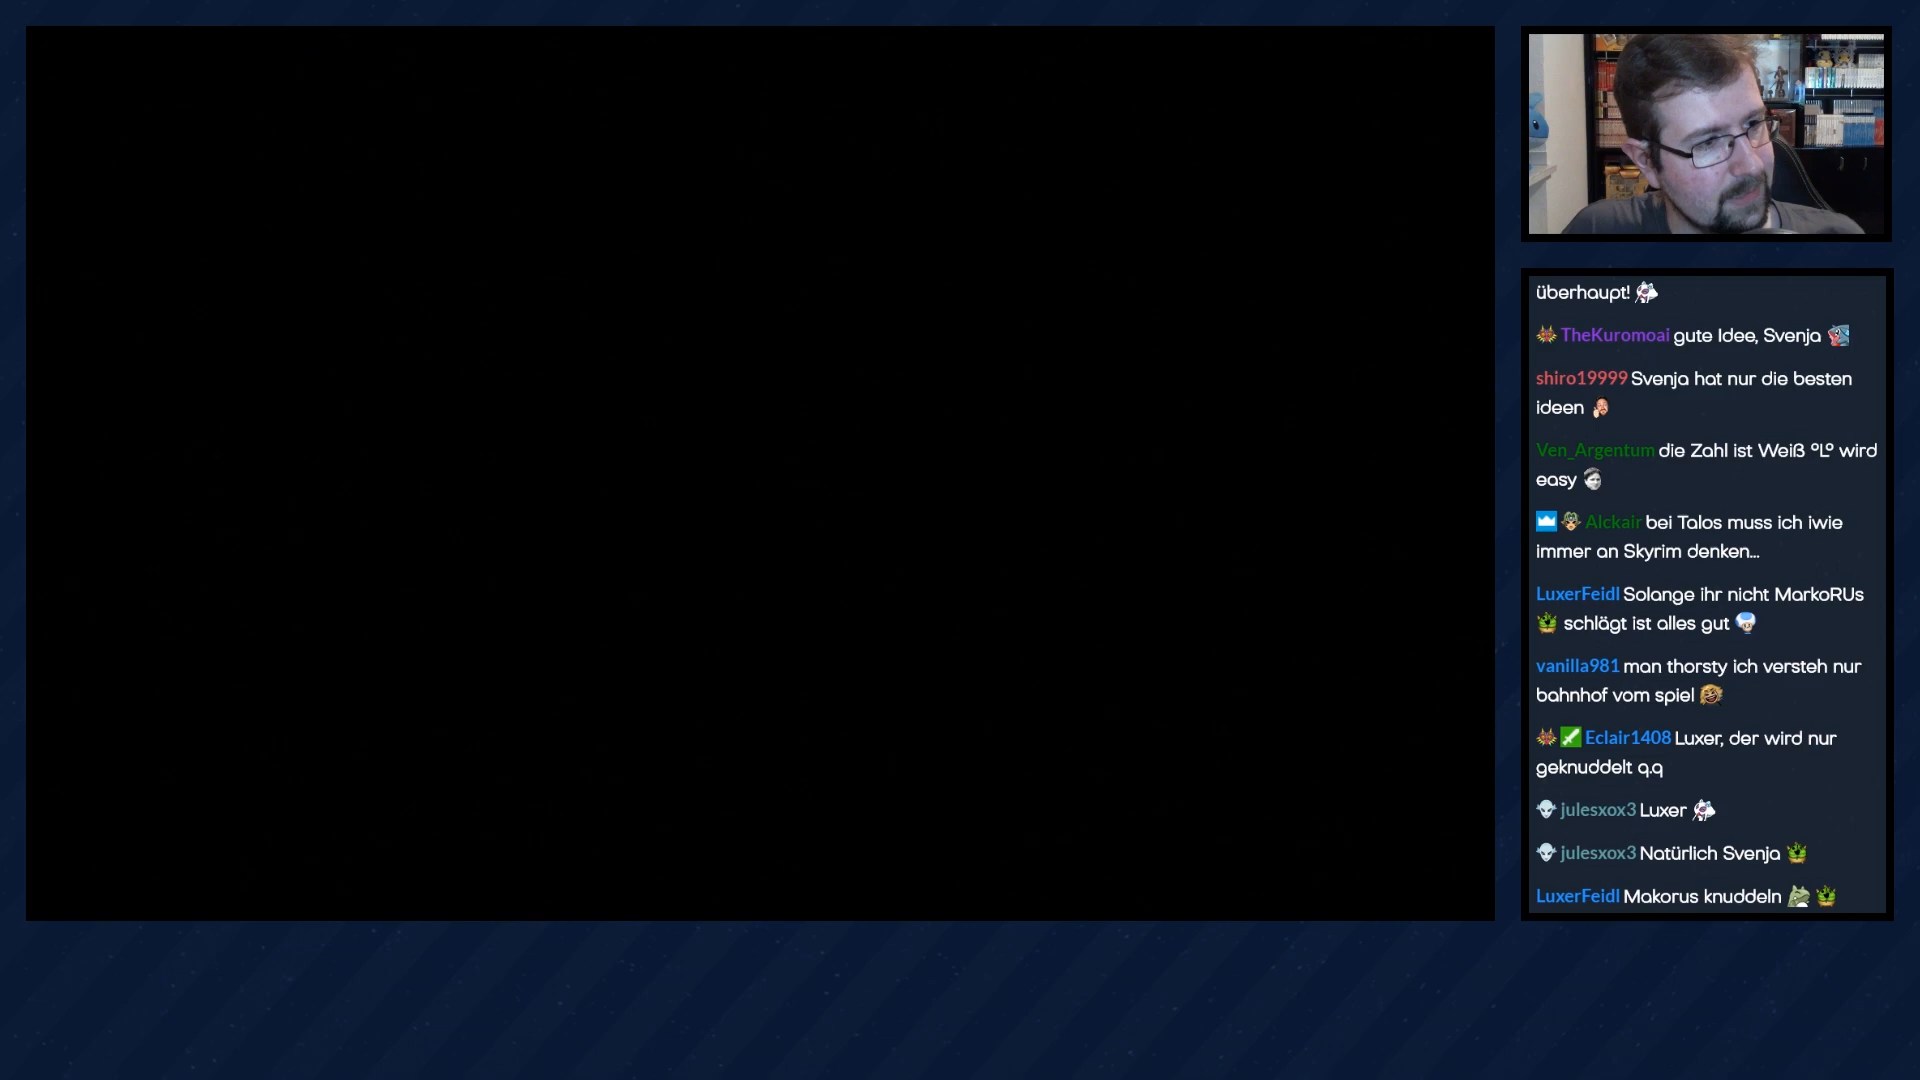 überhaupt!
TheKuromoai gute Idee, Svenja
shiro19999 Svenja hat nur die besten
ideen
Ven_Argentum die Zahl ist Weiß °L° wird
easy
Alckair bei Talos muss ich iwie
immer an Skyrim denken...
LuxerFeidl Solange ihr nicht MarkoRUs
schlägt ist alles gut
vanilla981 man thorsty ich versteh nur
bahnhof vom spiel
Eclair1408 Luxer, der wird nur
geknuddelt q.q
julesxox3 Luxer
julesxox3 Natürlich Svenja
LuxerFeidl Makorus knuddeln